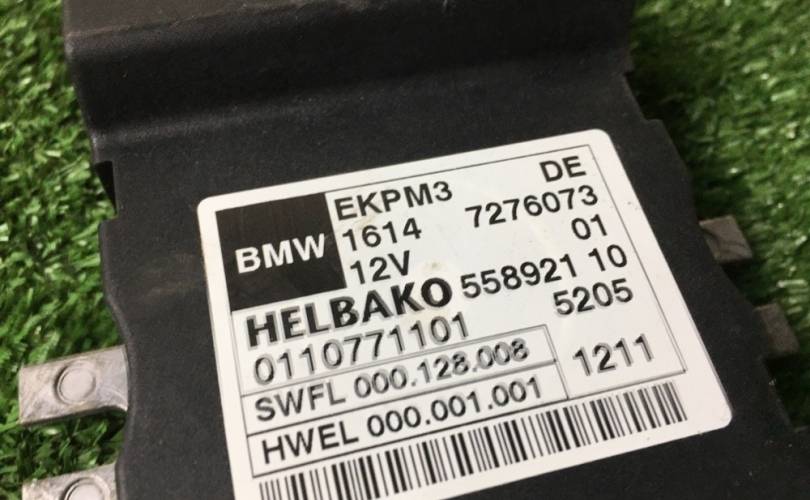 EKPM3 DE
BMW 1614 7276073
12V 01
HELBAKO 558921 10
0110771101 5205
SWFL 000.128.008 1211
HWEL 000.001.001